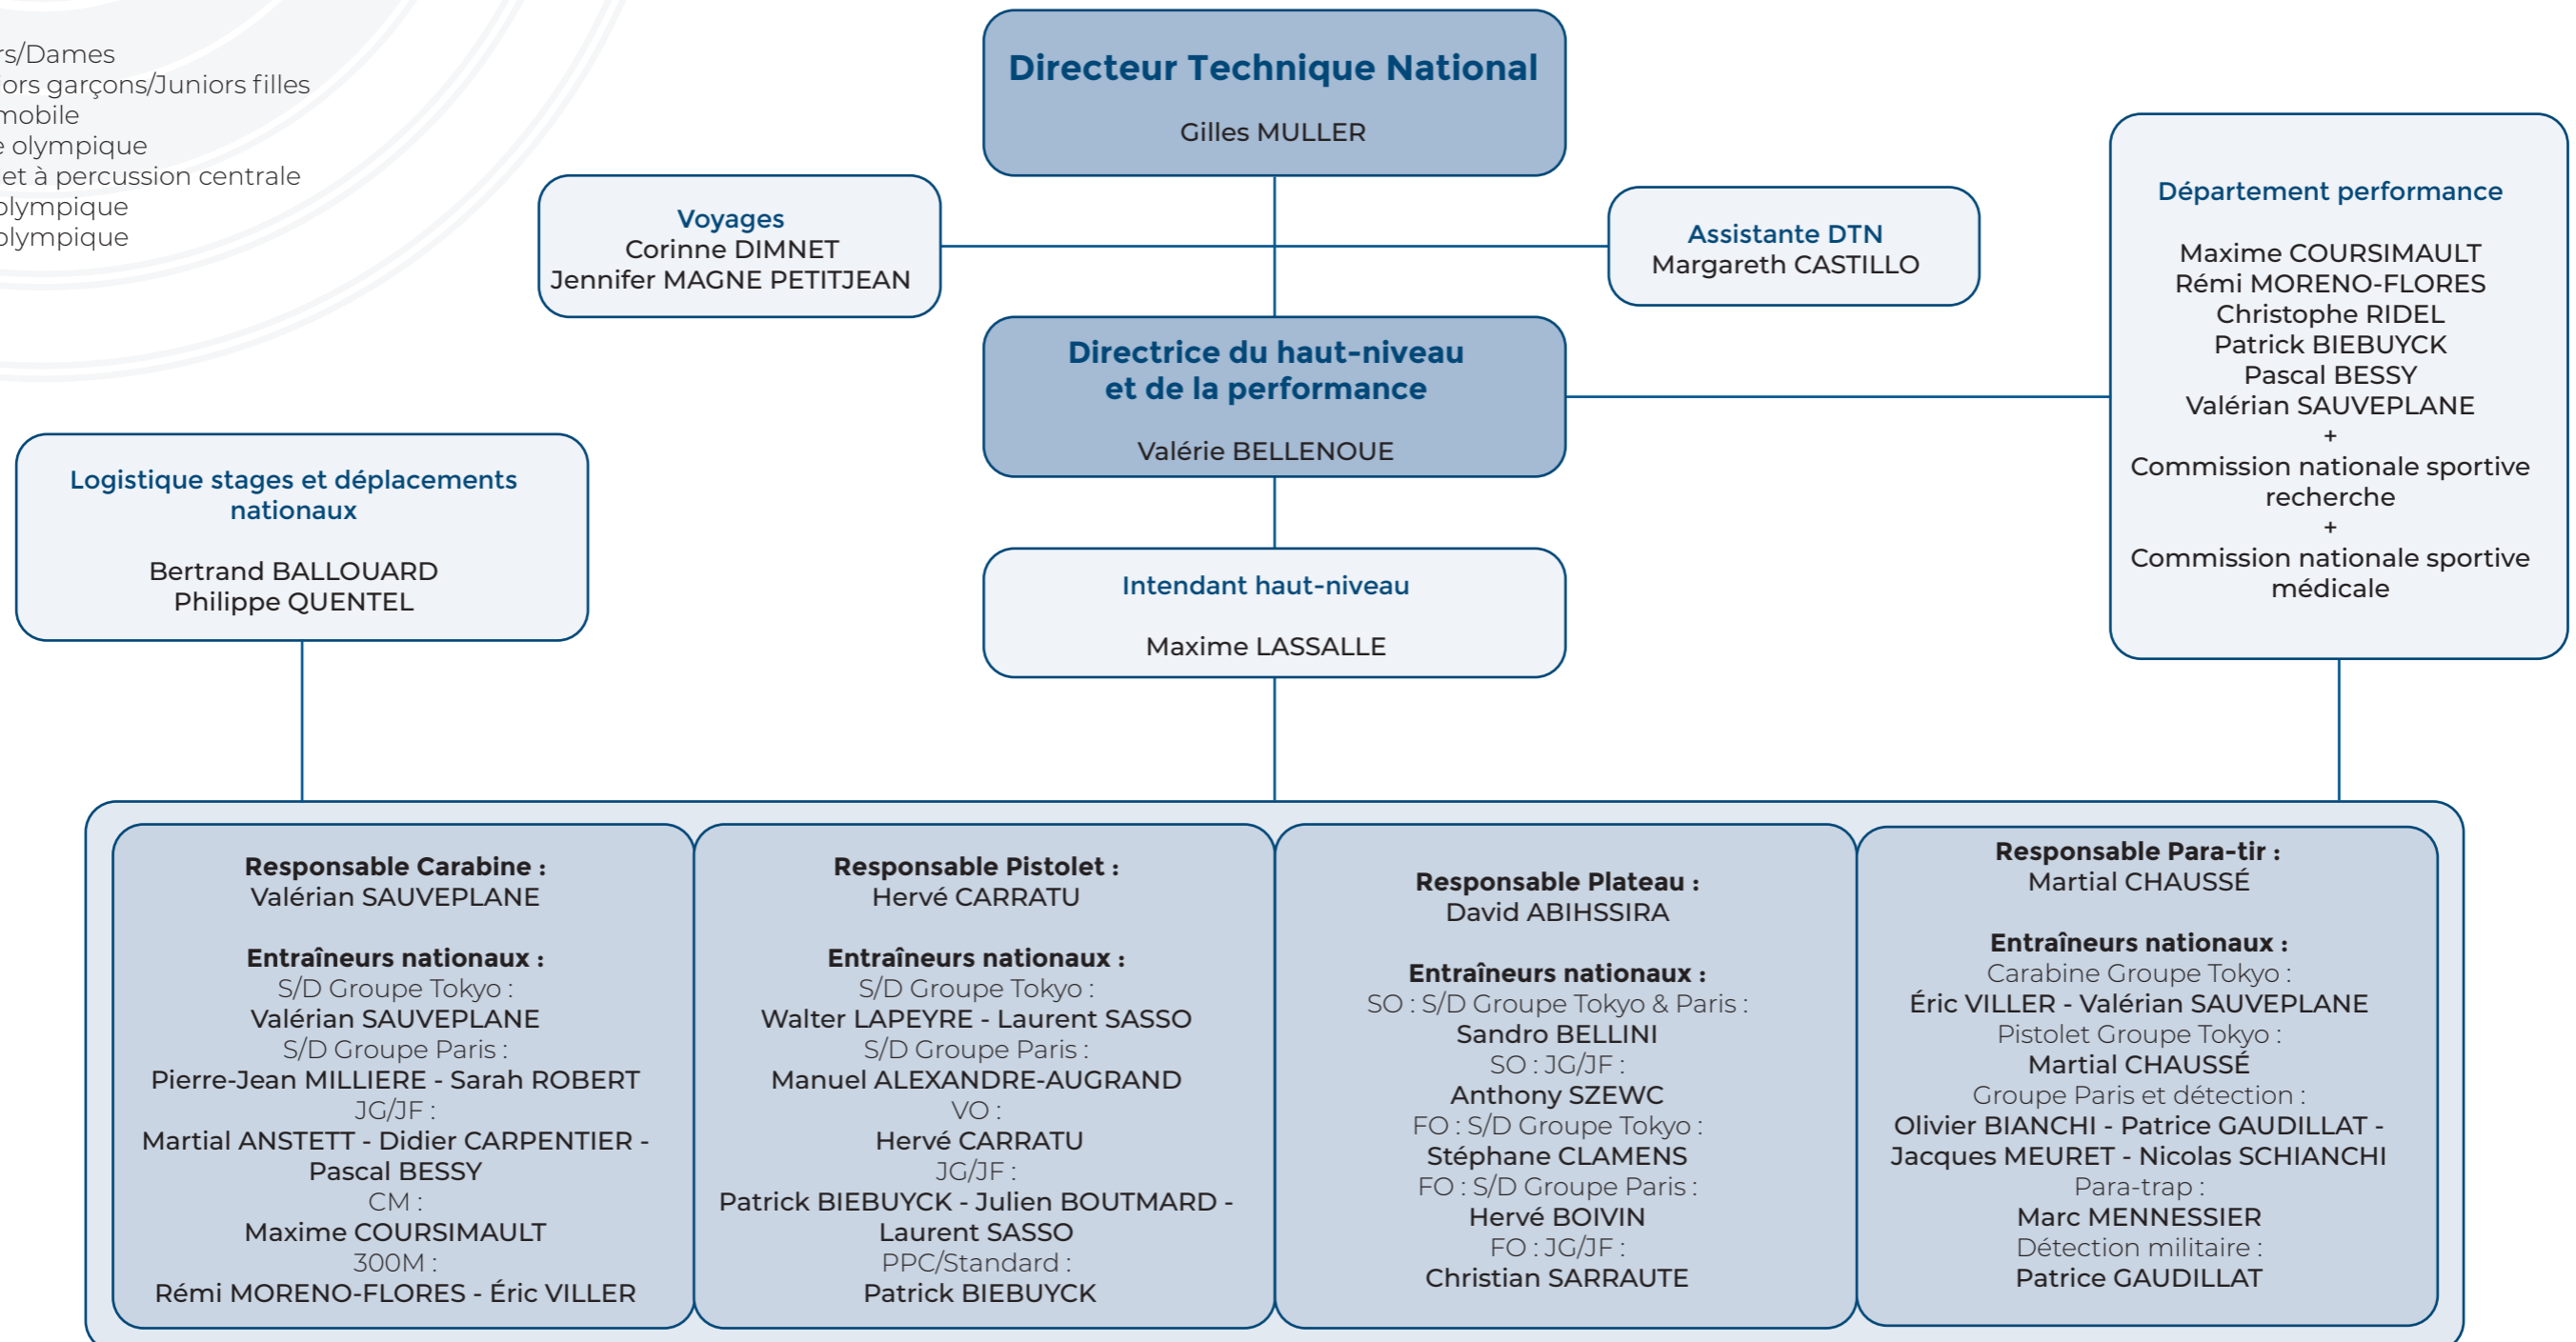 rs/Dames
iors garçons/Juniors filles
mobile
e olympique
et à percussion centrale
olympique
olympique
Directeur Technique National
Gilles MULLER
Voyages
Corinne DIMNET
Jennifer MAGNE PETITJEAN
Assistante DTN
Margareth CASTILLO
Département performance
Maxime COURSIMAULT
Rémi MORENO-FLORES
Christophe RIDEL
Patrick BIEBUYCK
Pascal BESSY
Valérian SAUVEPLANE
+
Commission nationale sportive
recherche
+
Commission nationale sportive
médicale
Directrice du haut-niveau
et de la performance
Valérie BELLENOUE
Logistique stages et déplacements
nationaux
Bertrand BALLOUARD
Philippe QUENTEL
Intendant haut-niveau
Maxime LASSALLE
Responsable Carabine :
Valérian SAUVEPLANE
Entraîneurs nationaux :
S/D Groupe Tokyo :
Valérian SAUVEPLANE
S/D Groupe Paris :
Pierre-Jean MILLIERE - Sarah ROBERT
JG/JF :
Martial ANSTETT - Didier CARPENTIER -
Pascal BESSY
CM :
Maxime COURSIMAULT
300M :
Rémi MORENO-FLORES - Éric VILLER
Responsable Pistolet :
Hervé CARRATU
Entraîneurs nationaux :
S/D Groupe Tokyo :
Walter LAPEYRE - Laurent SASSO
S/D Groupe Paris :
Manuel ALEXANDRE-AUGRAND
VO :
Hervé CARRATU
JG/JF :
Patrick BIEBUYCK - Julien BOUTMARD -
Laurent SASSO
PPC/Standard :
Patrick BIEBUYCK
Responsable Plateau :
David ABIHSSIRA
Entraîneurs nationaux :
SO : S/D Groupe Tokyo & Paris :
Sandro BELLINI
SO : JG/JF :
Anthony SZEWC
FO : S/D Groupe Tokyo :
Stéphane CLAMENS
FO : S/D Groupe Paris :
Hervé BOIVIN
FO : JG/JF :
Christian SARRAUTE
Responsable Para-tir :
Martial CHAUSSÉ
Entraîneurs nationaux :
Carabine Groupe Tokyo :
Éric VILLER - Valérian SAUVEPLANE
Pistolet Groupe Tokyo :
Martial CHAUSSÉ
Groupe Paris et détection :
Olivier BIANCHI - Patrice GAUDILLAT -
Jacques MEURET - Nicolas SCHIANCHI
Para-trap :
Marc MENNESSIER
Détection militaire :
Patrice GAUDILLAT